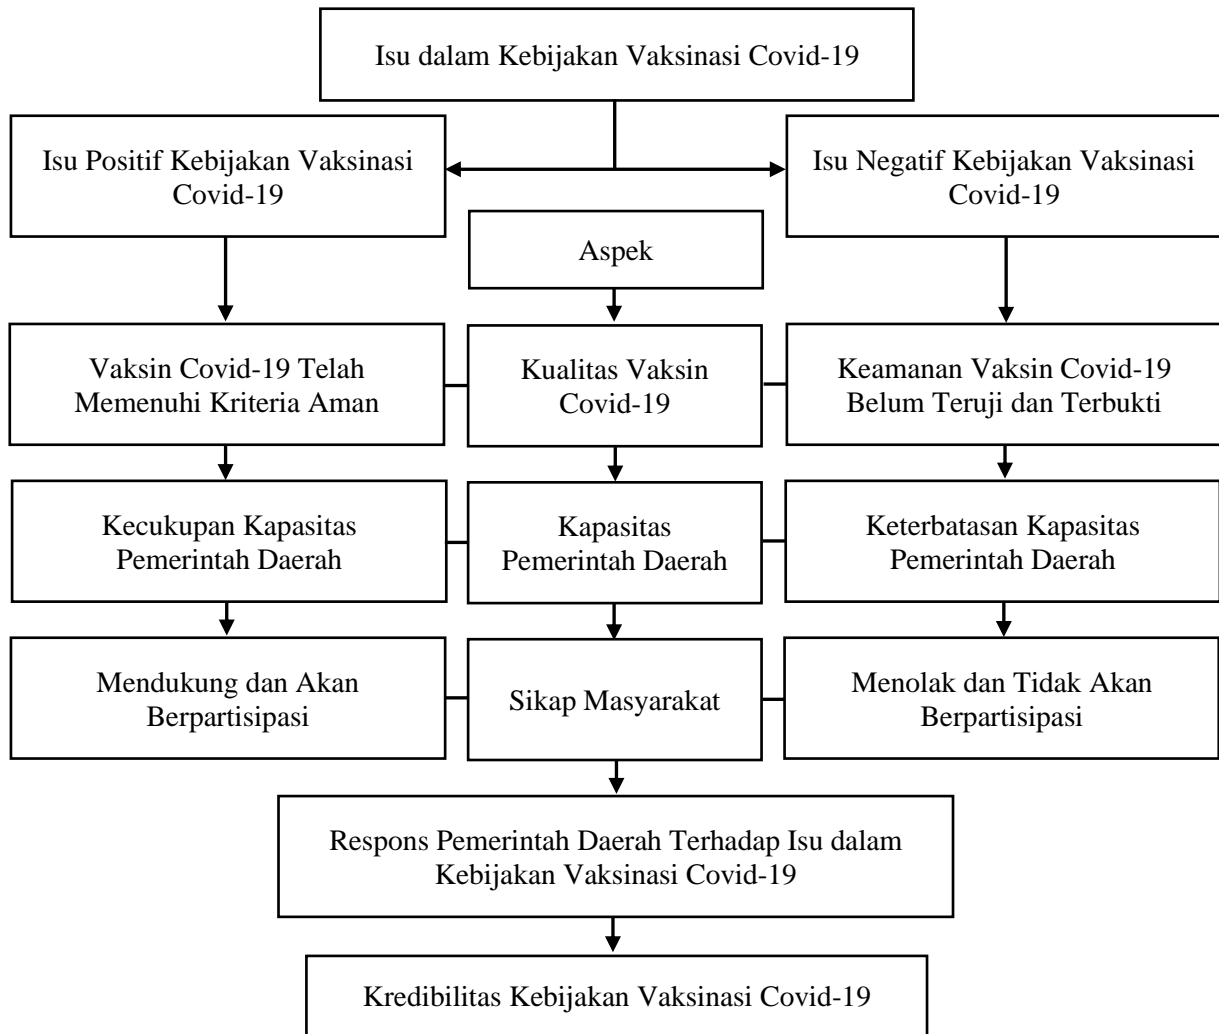 Isu dalam Kebijakan Vaksinasi Covid-19
Isu Positif Kebijakan Vaksinasi
Covid-19
Isu Negatif Kebijakan Vaksinasi
Covid-19
Aspek
Vaksin Covid-19 Telah
Memenuhi Kriteria Aman
Kualitas Vaksin
Covid-19
Keamanan Vaksin Covid-19
Belum Teruji dan Terbukti
Kecukupan Kapasitas
Pemerintah Daerah
Kapasitas
Pemerintah Daerah
Keterbatasan Kapasitas
Pemerintah Daerah
Mendukung dan Akan
Berpartisipasi
Sikap Masyarakat
Menolak dan Tidak Akan
Berpartisipasi
Respons Pemerintah Daerah Terhadap Isu dalam
Kebijakan Vaksinasi Covid-19
Kredibilitas Kebijakan Vaksinasi Covid-19